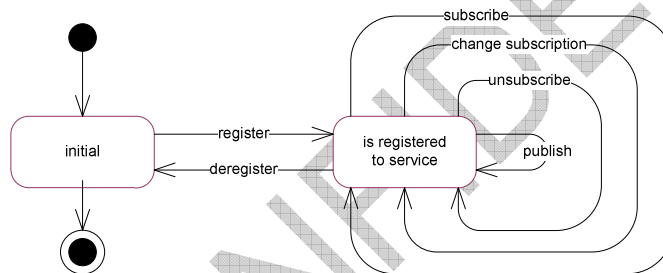 subscribe
change subscription
unsubscribe
register
initial
is registered
to service
publish
deregister